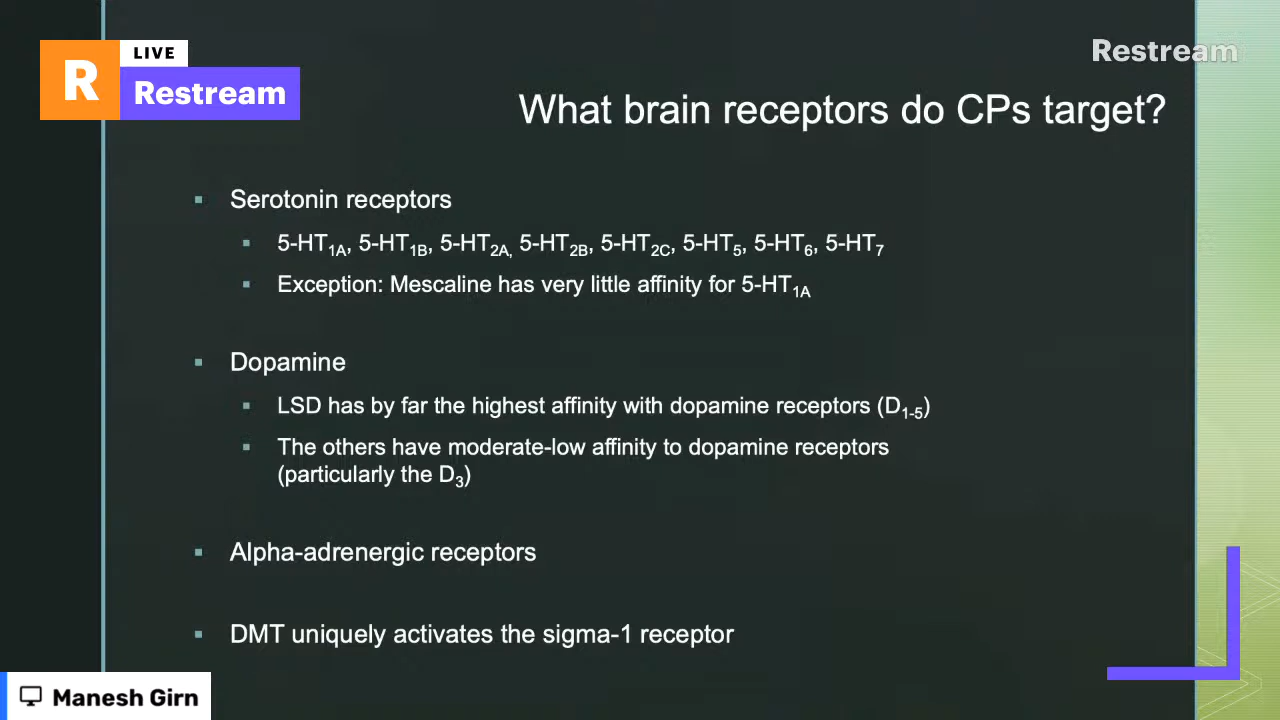 R
LIVE
Restream
Restream
What brain receptors do CPs target?
▪ Serotonin receptors
▪ 5-HT1A, 5-HT1B, 5-HT2A, 5-HT2B, 5-HT2C, 5-HT5, 5-HT6, 5-HT7
▪ Exception: Mescaline has very little affinity for 5-HT1A
▪ Dopamine
▪ LSD has by far the highest affinity with dopamine receptors (D1-5)
▪ The others have moderate-low affinity to dopamine receptors
(particularly the D3)
▪ Alpha-adrenergic receptors
▪ DMT uniquely activates the sigma-1 receptor
Manesh Girn